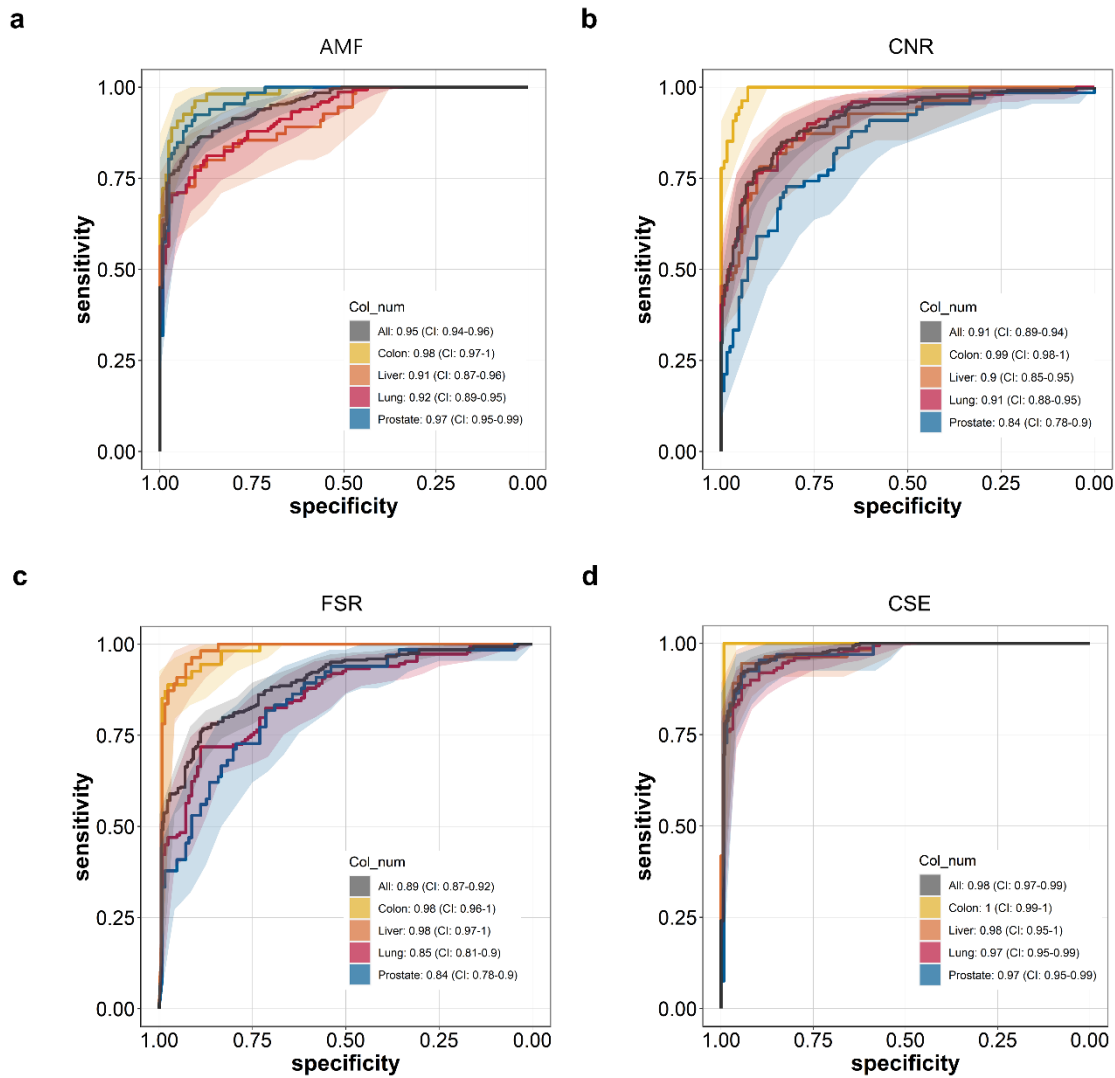 a
AMF
sensitivity
1.00
0.75
0.50
0.25
0.00
Col_num
All: 0.95 (CI: 0.94-0.96)
Colon: 0.98 (CI: 0.97-1)
Liver: 0.91 (CI: 0.87-0.96)
Lung: 0.92 (CI: 0.89-0.95)
Prostate: 0.97 (CI: 0.95-0.99)
1.00 0.75 0.50 0.25 0.00
specificity
b
CNR
sensitivity
1.00
0.75
0.50
0.25
0.00
Col_num
All: 0.91 (CI: 0.89-0.94)
Colon: 0.99 (CI: 0.98-1)
Liver: 0.9 (CI: 0.85-0.95)
Lung: 0.91 (CI: 0.88-0.95)
Prostate: 0.84 (CI: 0.78-0.9)
1.00 0.75 0.50 0.25 0.00
specificity
c
FSR
sensitivity
1.00
0.75
0.50
0.25
0.00
Col_num
All: 0.89 (CI: 0.87-0.92)
Colon: 0.98 (CI: 0.96-1)
Liver: 0.98 (CI: 0.97-1)
Lung: 0.85 (CI: 0.81-0.9)
Prostate: 0.84 (CI: 0.78-0.9)
1.00 0.75 0.50 0.25 0.00
specificity
d
CSE
sensitivity
1.00
0.75
0.50
0.25
0.00
Col_num
All: 0.98 (CI: 0.97-0.99)
Colon: 1 (CI: 0.99-1)
Liver: 0.98 (CI: 0.95-1)
Lung: 0.97 (CI: 0.95-0.99)
Prostate: 0.97 (CI: 0.95-0.99)
1.00 0.75 0.50 0.25 0.00
specificity